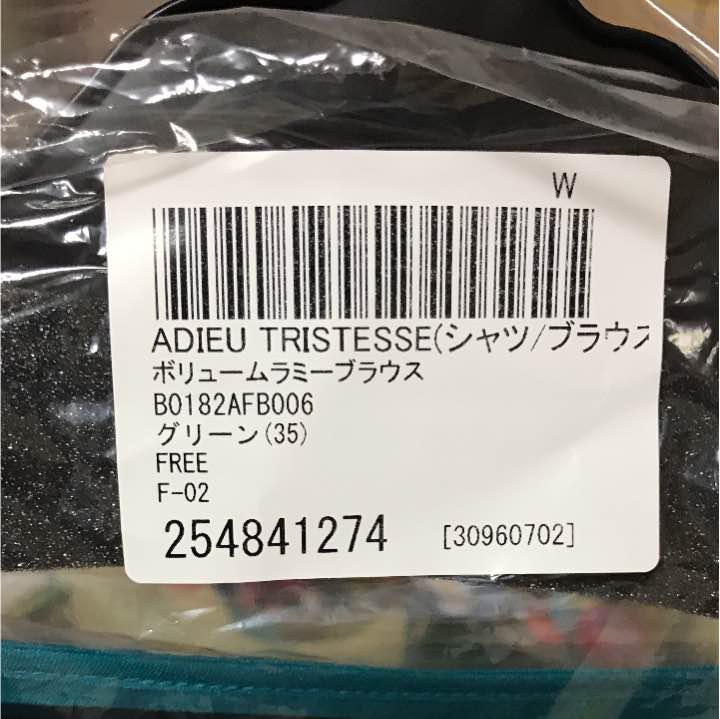 W
ADIEU TRISTESSE(シャツ/ブラウス
ボリュームラミーブラウス
B0182AFB006
グリーン(35)
FREE
F-02
254841274 [30960702]